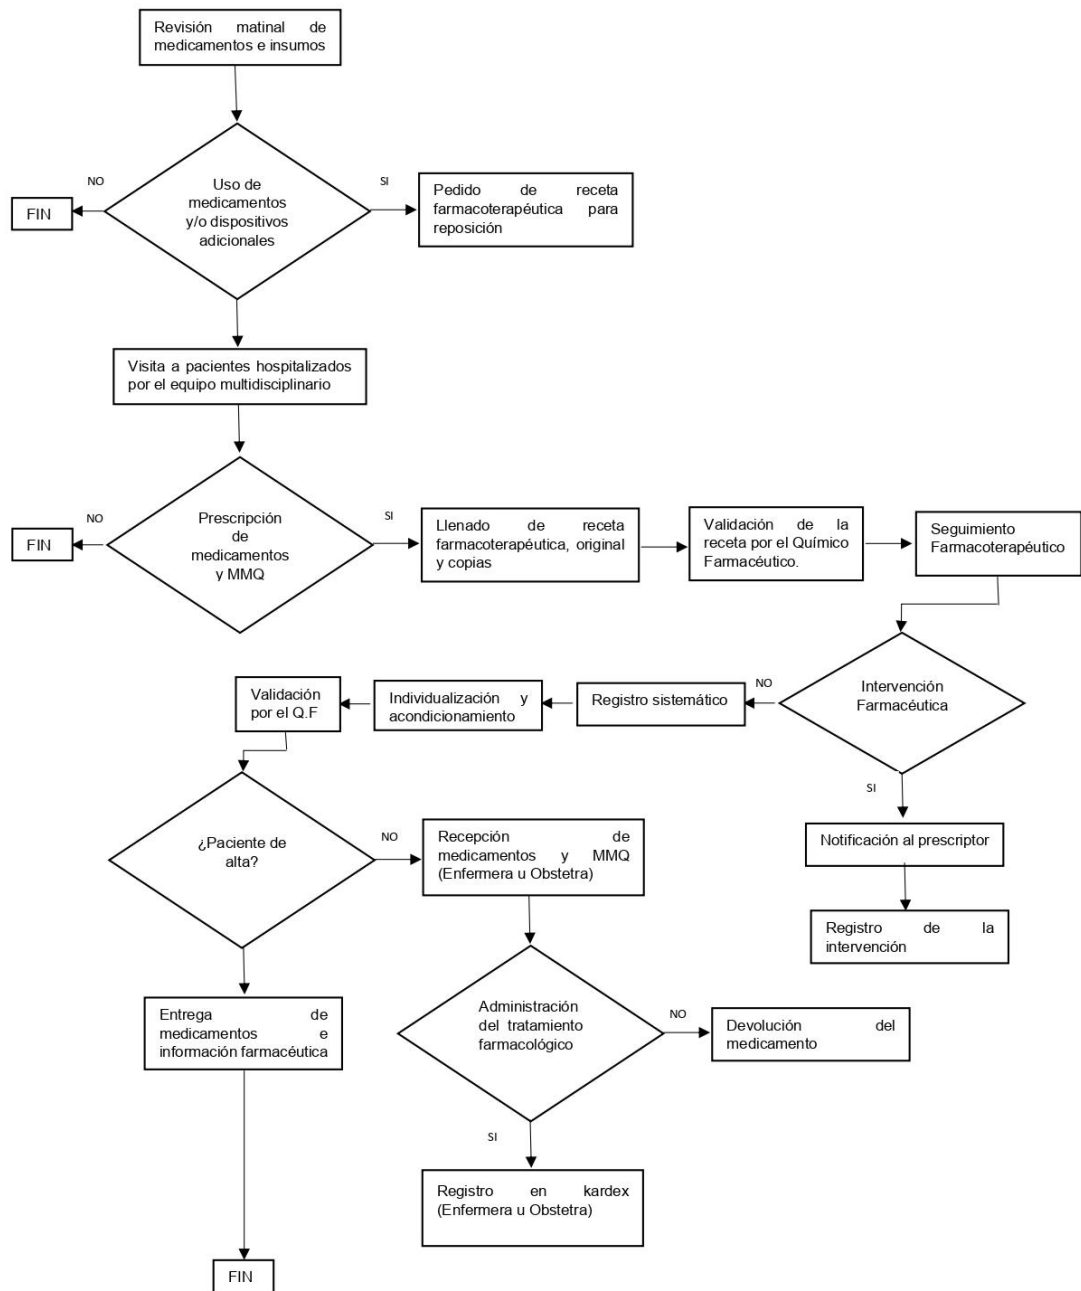 Revisión matinal de
medicamentos e insumos
NO
Uso de
medicamentos
y/o dispositivos
adicionales
SI
FIN
Pedido de receta
farmacoterapéutica para
reposición
Visita a pacientes hospitalizados
por el equipo multidisciplinario
NO
Prescripción
de
medicamentos
y MMQ
SI
FIN
Llenado de receta
farmacoterapéutica, original
y copias
Validación de la
receta por el Químico
Farmacéutico.
Seguimiento
Farmacoterapéutico
Intervención
Farmacéutica
NO
Registro sistemático
Individualización y
acondicionamiento
Validación
por el Q.F
SI
Notificación al prescriptor
Registro de la
intervención
¿Paciente de
alta?
NO
Recepción de
medicamentos y MMQ
(Enfermera u Obstetra)
Entrega de
medicamentos e
información farmacéutica
Administración
del tratamiento
farmacológico
NO
Devolución del
medicamento
SI
Registro en kardex
(Enfermera u Obstetra)
FIN